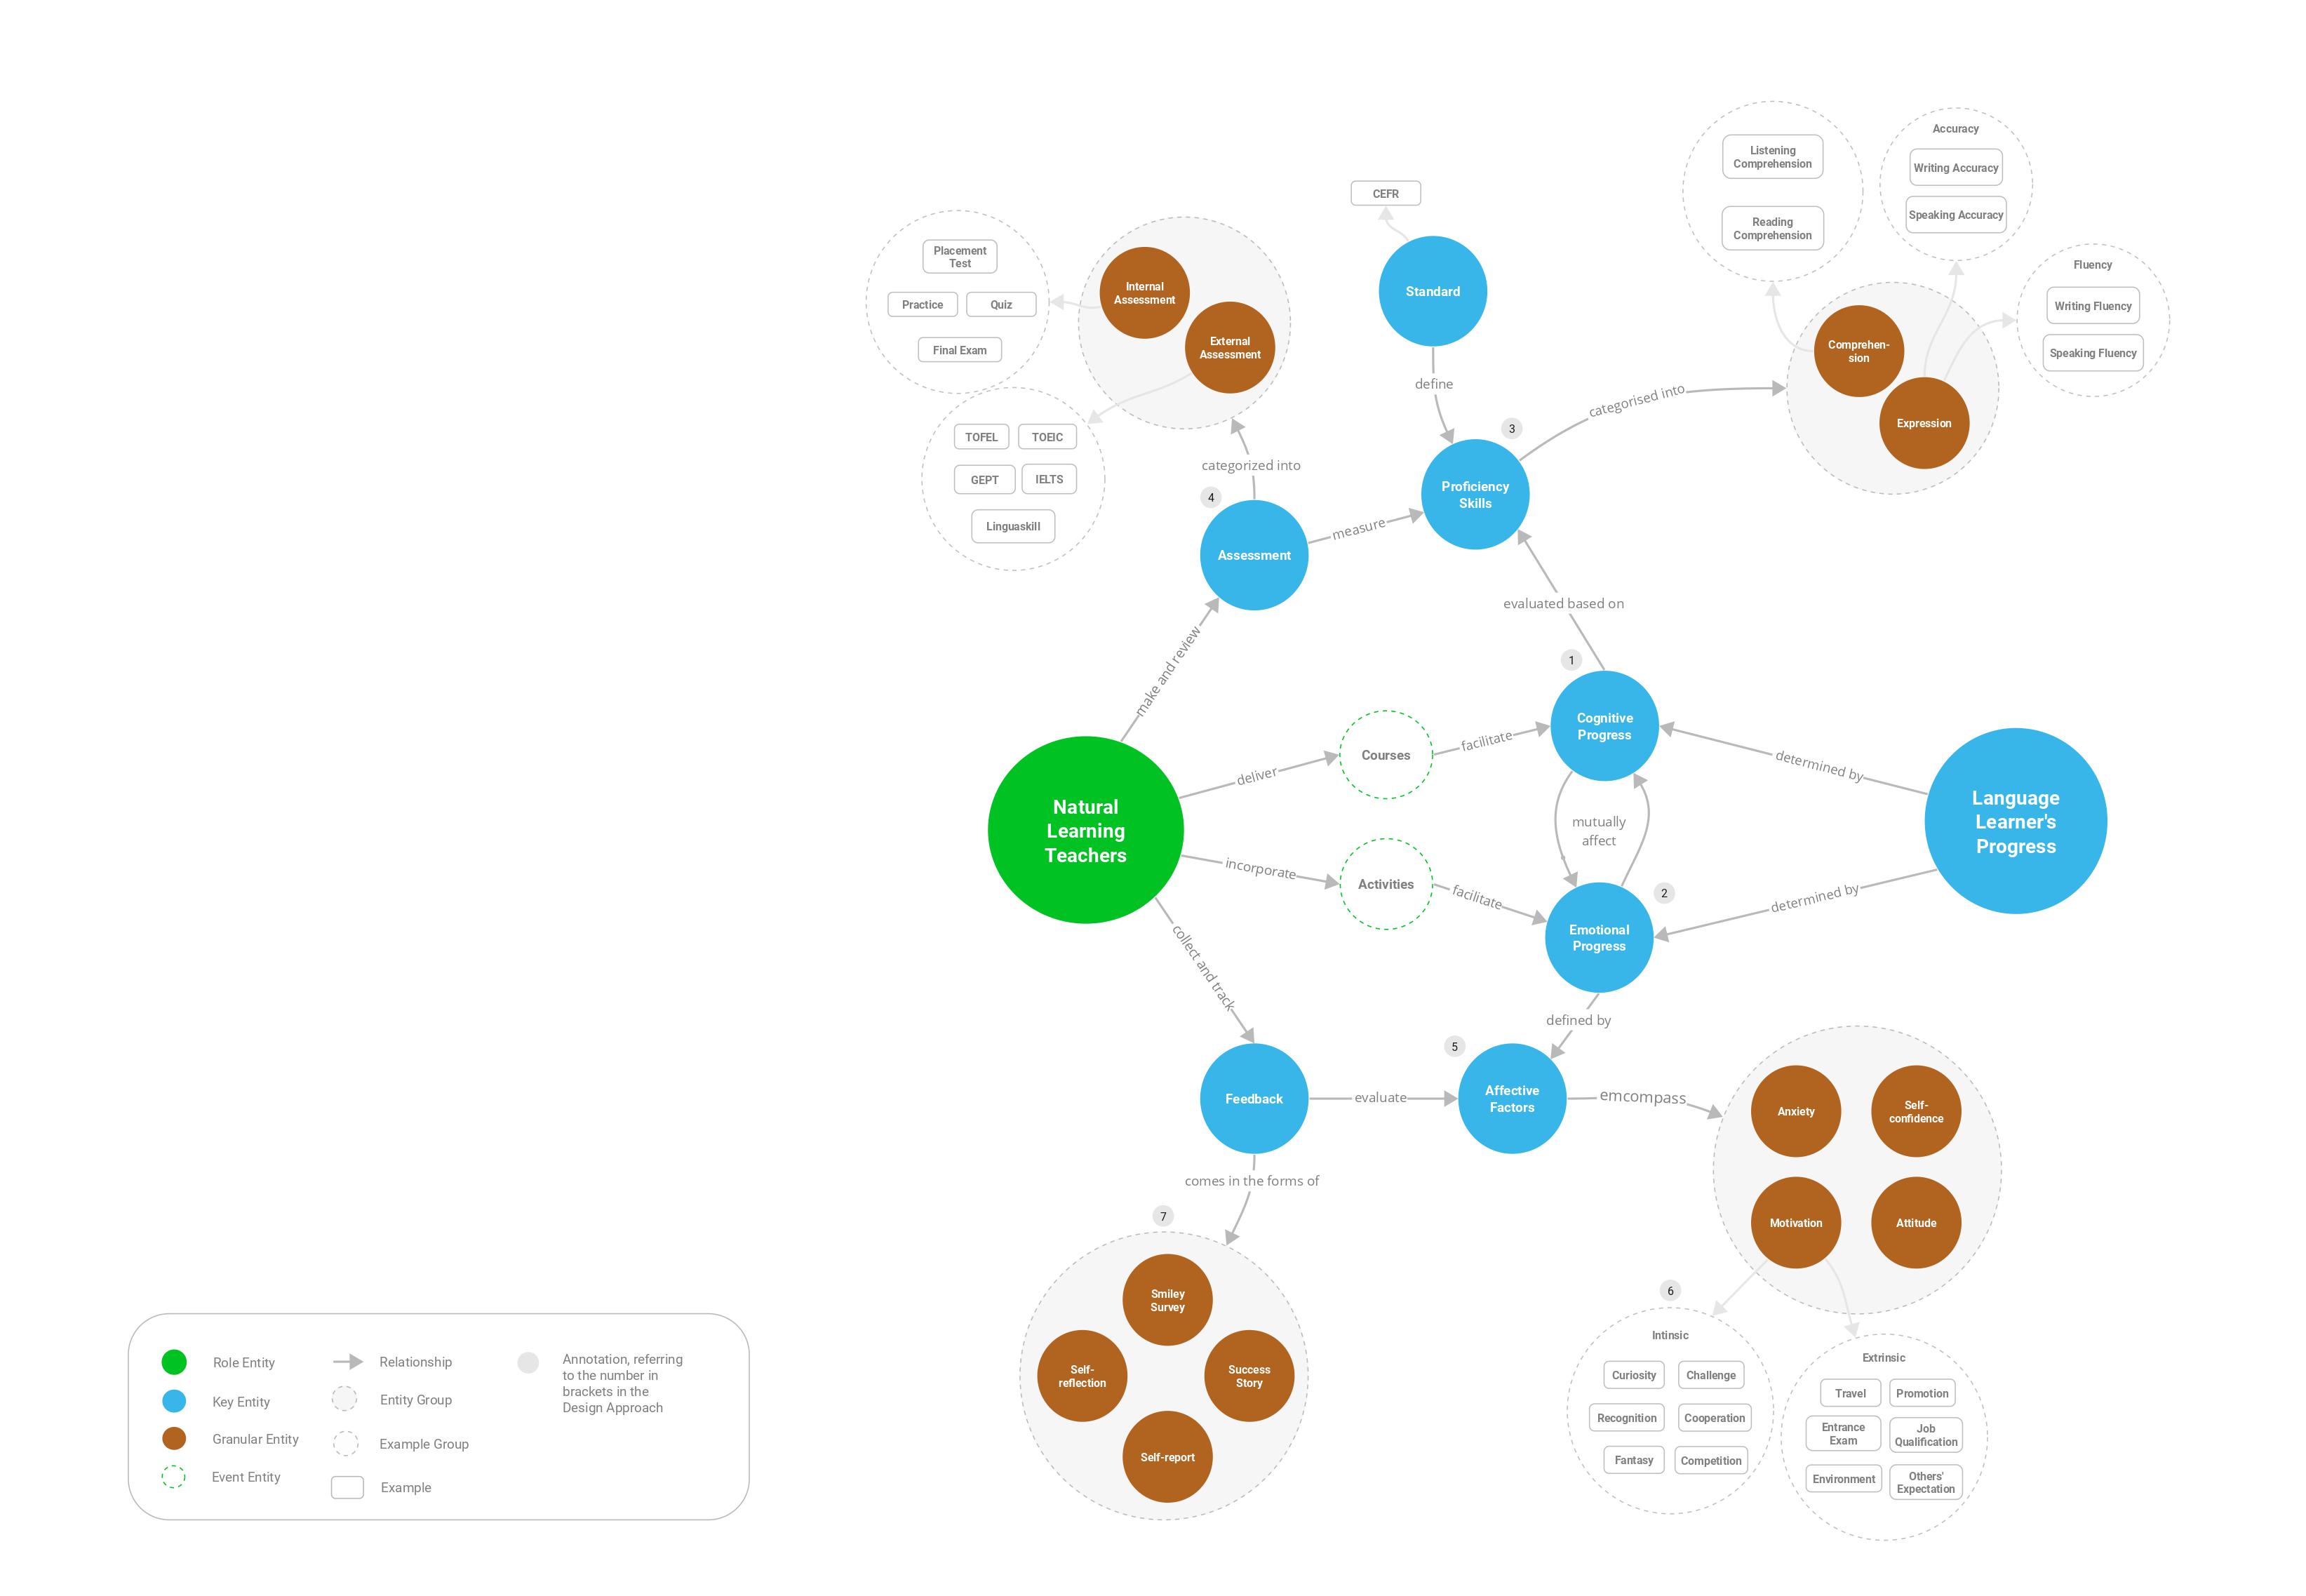 Listening
Comprehension
Reading
Comprehension
Accuracy
Writing Accuracy
Speaking Accuracy
Fluency
Writing Fluency
Speaking Fluency
CEFR
Standard
define
Placement
Test
Practice
Quiz
Final Exam
Internal
Assessment
External
Assessment
TOFEL
TOEIC
GEPT
IELTS
Linguaskill
categorized into
4
Assessment
measure
3
Proficiency
Skills
categorised into
Comprehen-
sion
Expression
evaluated based on
make and review
1
Cognitive
Progress
Natural
Learning
Teachers
deliver
Courses
facilitate
incorporate
Activities
facilitate
mutually
affect
determined by
Language
Learner's
Progress
determined by
2
Emotional
Progress
collect and track
defined by
Feedback
evaluate
5
Affective
Factors
emcompass
Anxiety
Self-
confidence
Motivation
Attitude
comes in the forms of
7
Smiley
Survey
Self-
reflection
Success
Story
Self-report
6
Intinsic
Curiosity
Challenge
Recognition
Cooperation
Fantasy
Competition
Extrinsic
Travel
Promotion
Entrance
Exam
Job
Qualification
Environment
Others'
Expectation
Role Entity
Key Entity
Granular Entity
Event Entity
Relationship
Entity Group
Example Group
Example
Annotation, referring
to the number in
brackets in the
Design Approach